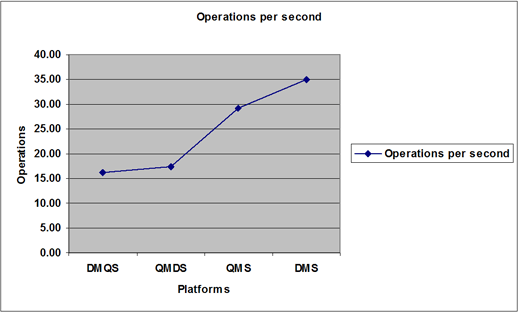 Operations per second
40.00
35.00
30.00
25.00
20.00
15.00
10.00
5.00
0.00
Operations
DMQS QMDS QMS DMS
Platforms
Operations per second